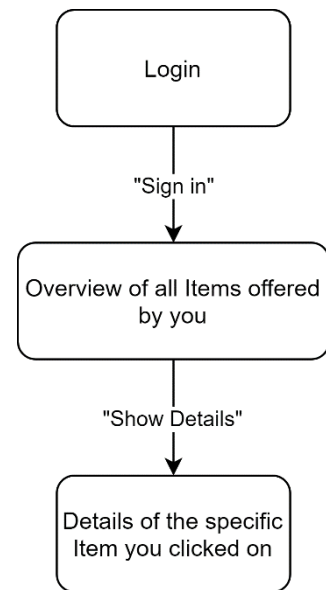 Login
"Sign in"
Overview of all Items offered
by you
"Show Details"
Details of the specific
Item you clicked on